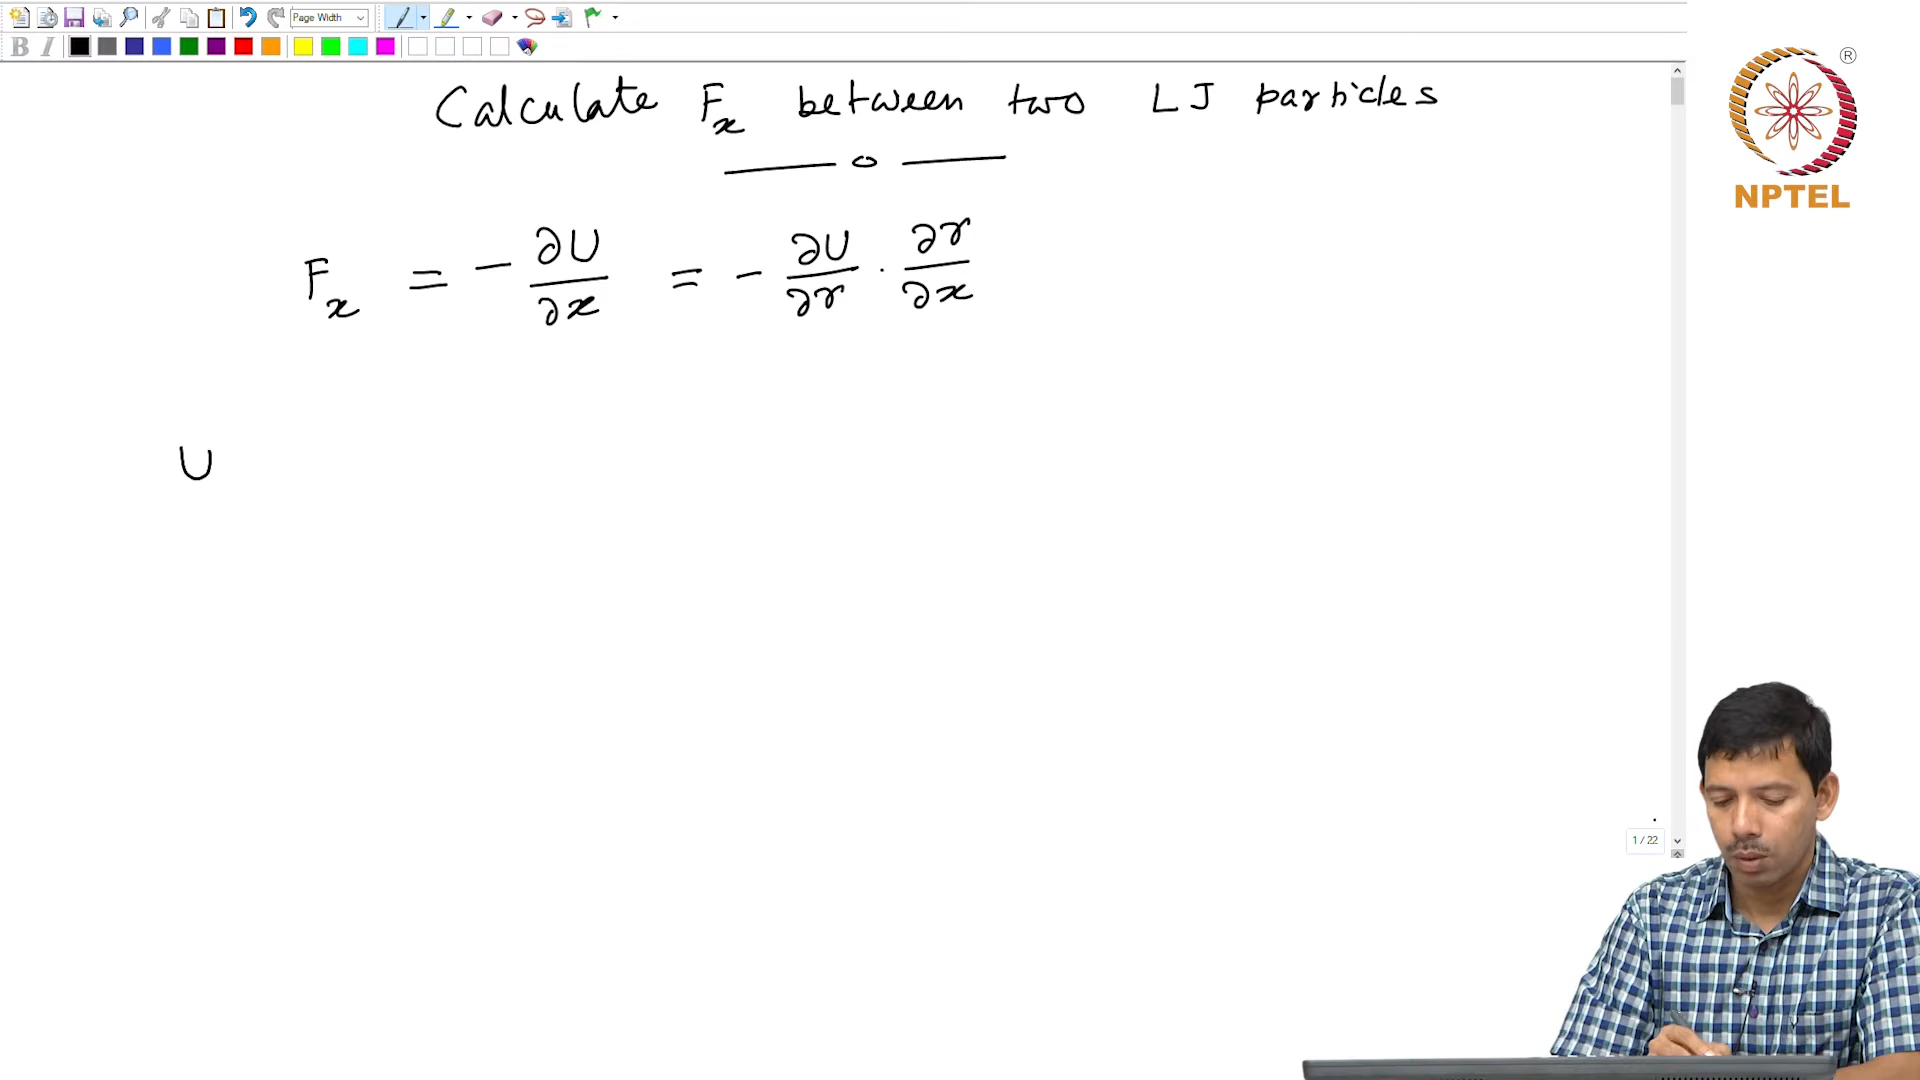 Page Width
B I
Calculate Fₓ between two LJ particles
Fₓ = - ∂U/∂x = - ∂U/∂r · ∂r/∂x
U
1 / 22
®
NPTEL